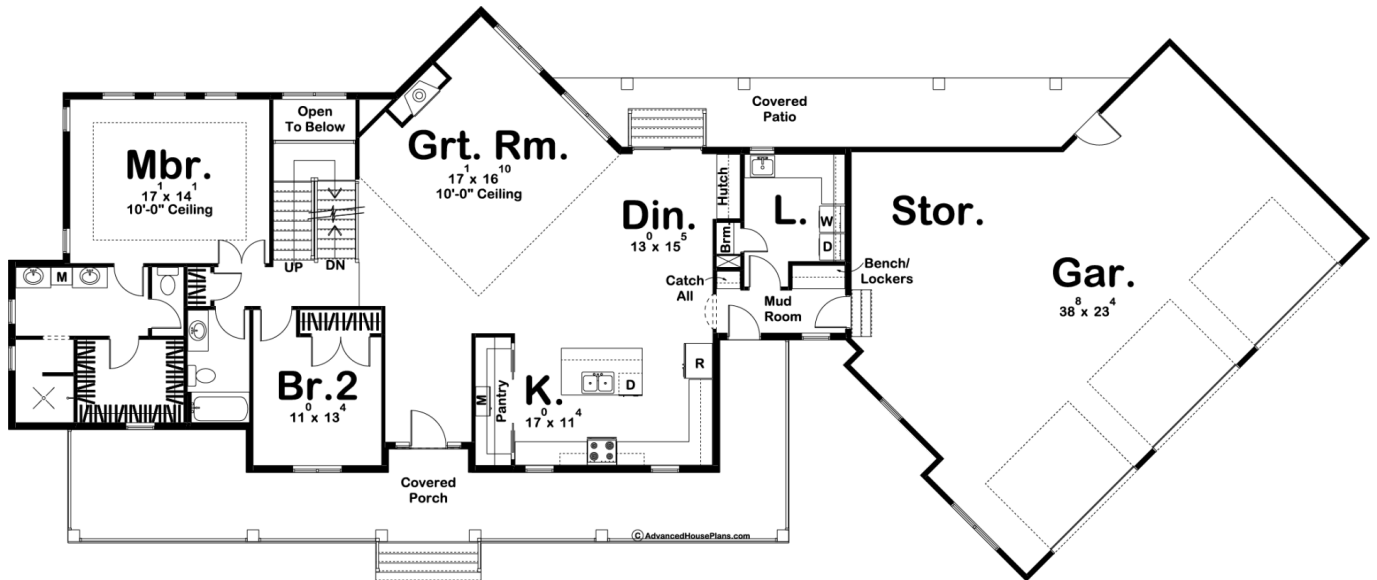 Open
To Below
Mbr.
17¹ x 14¹
10'-0" Ceiling
Grt. Rm.
17¹ x 16¹⁰
10'-0" Ceiling
Covered
Patio
UP
DN
Din.
13⁰ x 15⁵
Hutch
Brm.
L.
W
D
Stor.
Gar.
38⁸ x 23⁴
Catch
All
Mud
Room
Bench/
Lockers
M
Br.2
11⁰ x 13⁴
M
Pantry
K.
17⁰ x 11⁴
D
R
Covered
Porch
© AdvancedHousePlans.com